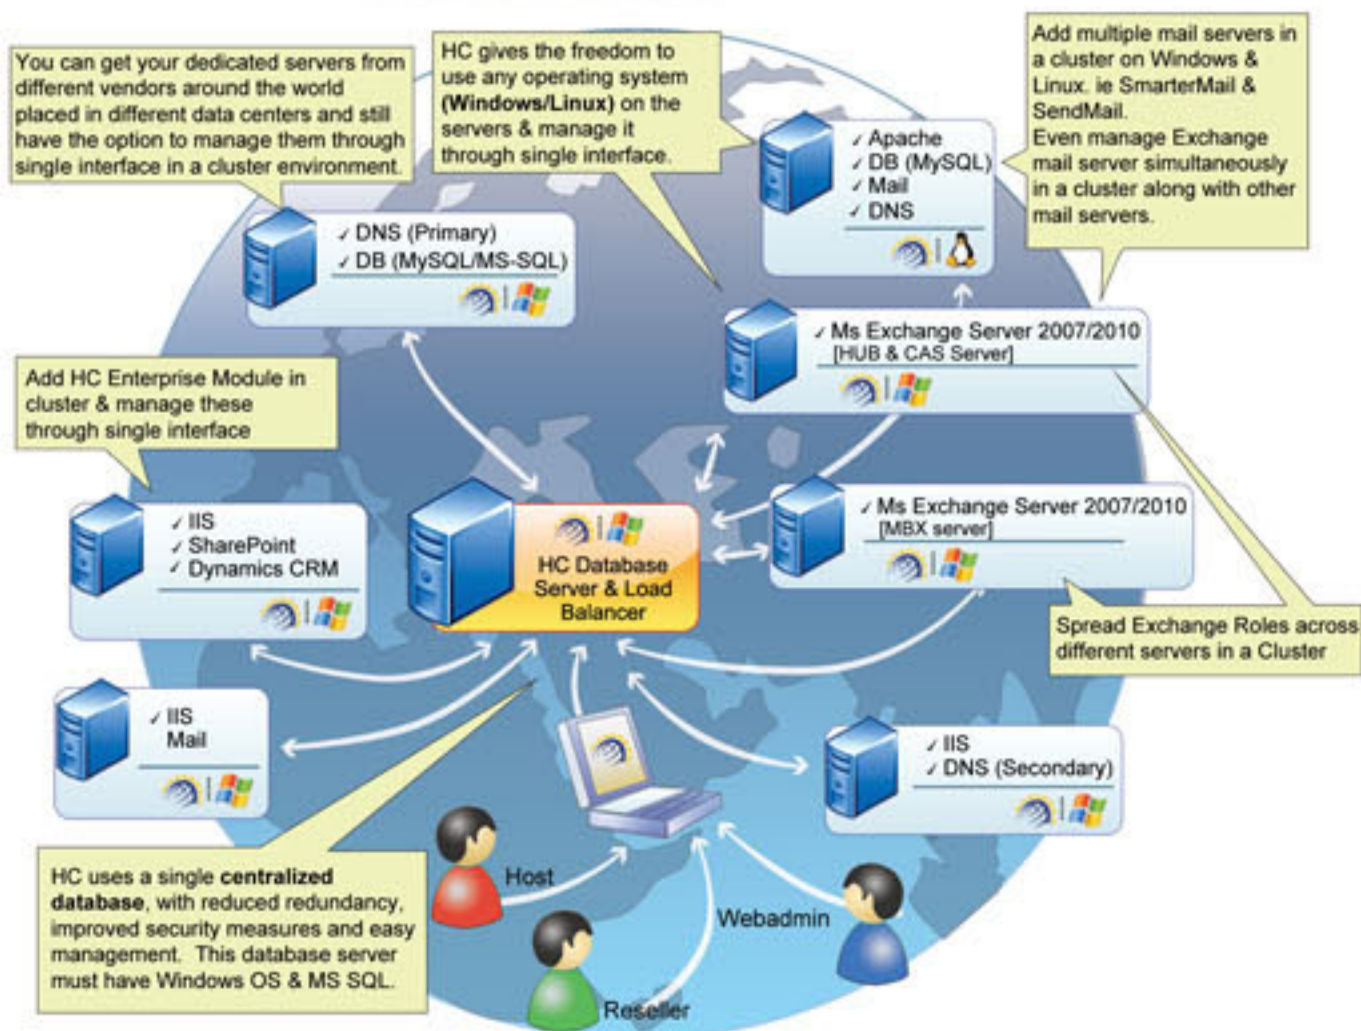 You can get your dedicated servers from
different vendors around the world
placed in different data centers and still
have the option to manage them through
single interface in a cluster environment.
HC gives the freedom to
use any operating system
(Windows/Linux) on the
servers & manage it
through single interface.
Add multiple mail servers in
a cluster on Windows &
Linux. ie SmarterMail &
SendMail.
Even manage Exchange
mail server simultaneously
in a cluster along with other
mail servers.
✓ Apache
✓ DB (MySQL)
✓ Mail
✓ DNS
✓ DNS (Primary)
✓ DB (MySQL/MS-SQL)
✓ Ms Exchange Server 2007/2010
[HUB & CAS Server]
Add HC Enterprise Module in
cluster & manage these
through single interface
✓ IIS
✓ SharePoint
✓ Dynamics CRM
HC Database
Server & Load
Balancer
✓ Ms Exchange Server 2007/2010
[MBX server]
Spread Exchange Roles across
different servers in a Cluster
✓ IIS
Mail
✓ IIS
✓ DNS (Secondary)
HC uses a single centralized
database, with reduced redundancy,
improved security measures and easy
management. This database server
must have Windows OS & MS SQL.
Host
Webadmin
Reseller